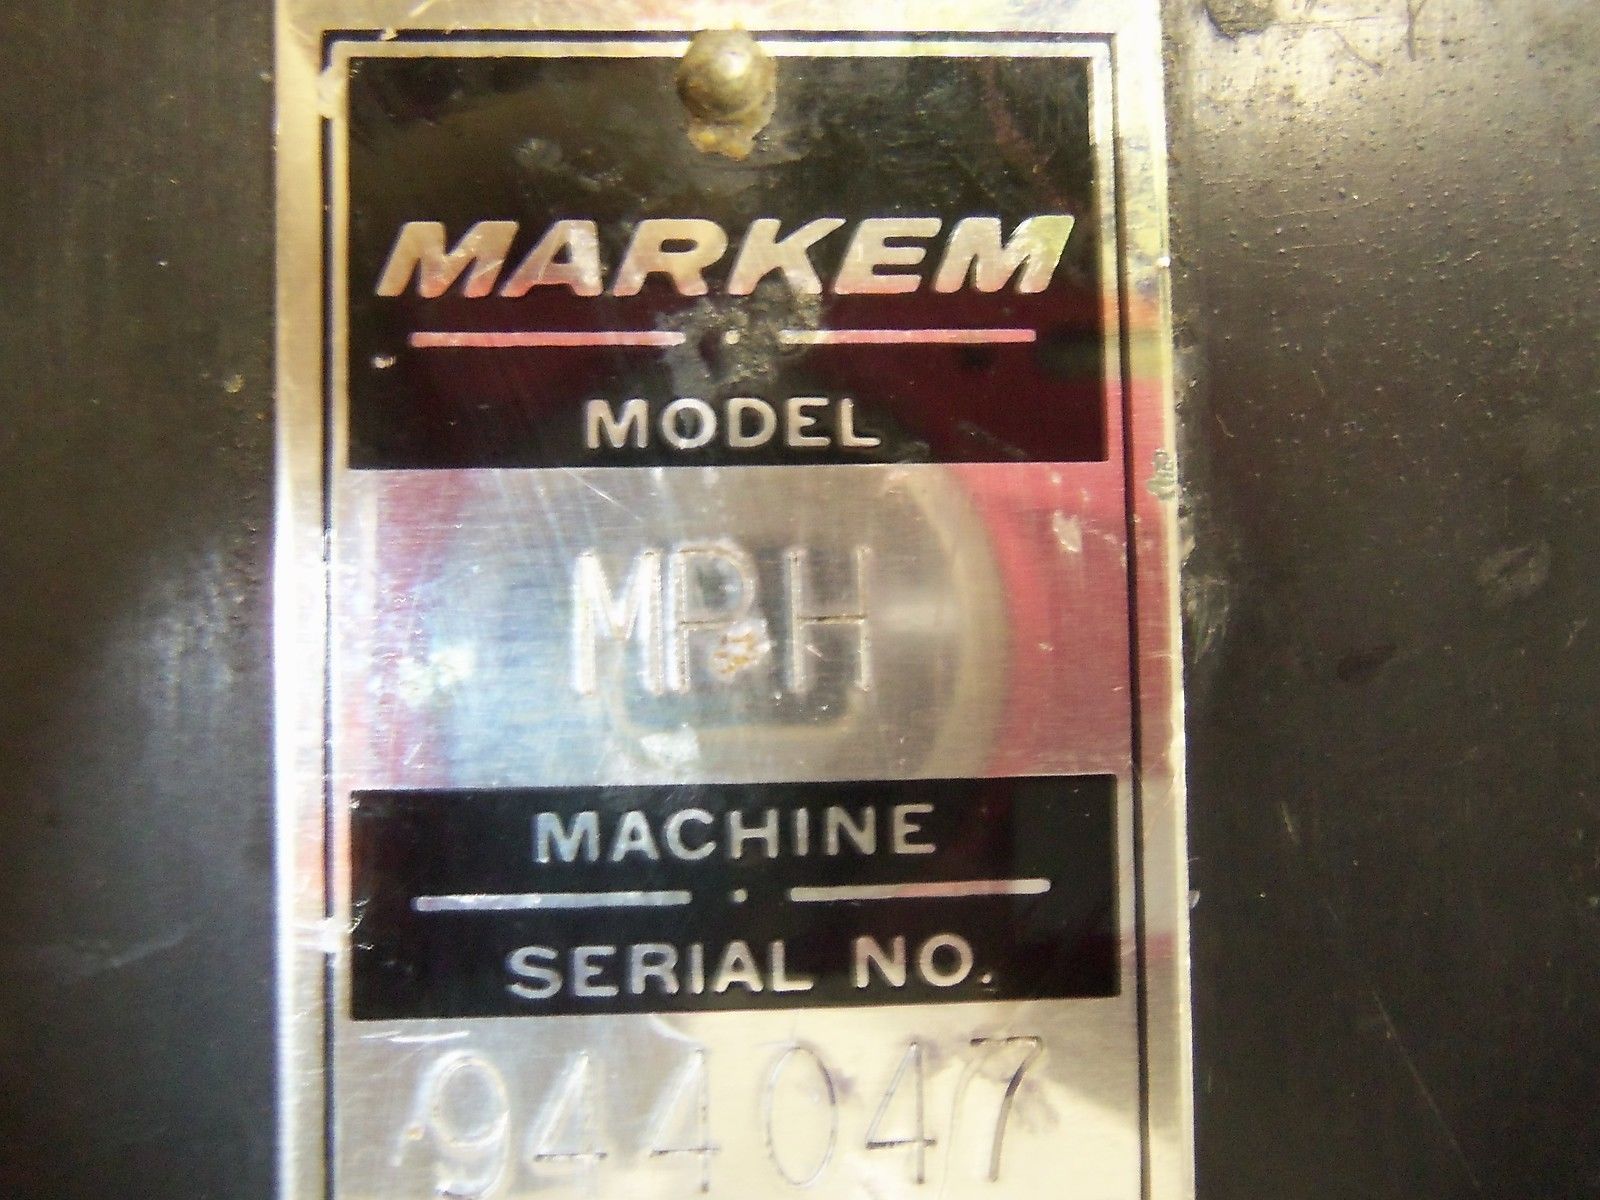 MARKEM
MODEL
MPH
MACHINE
SERIAL NO.
944047